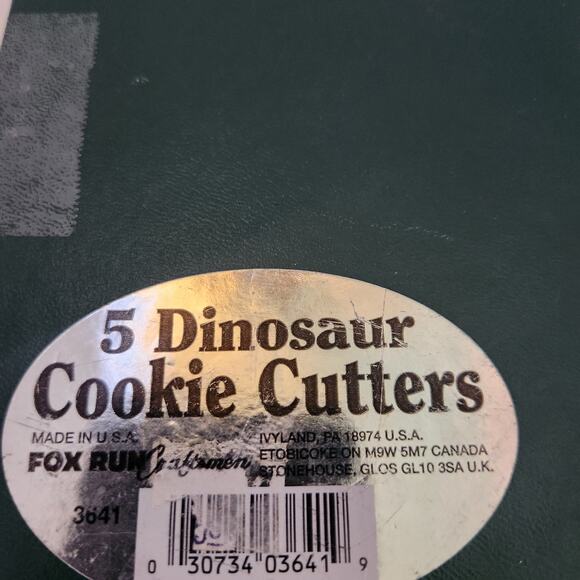 5 Dinosaur
Cookie Cutters
MADE IN U.S.A.
FOX RUN Craftsmen
IVYLAND, PA 18974 U.S.A.
ETOBICOKE ON M9W 5M7 CANADA
STONEHOUSE, GLOS GL10 3SA U.K.
3641
0 30734 03641 9